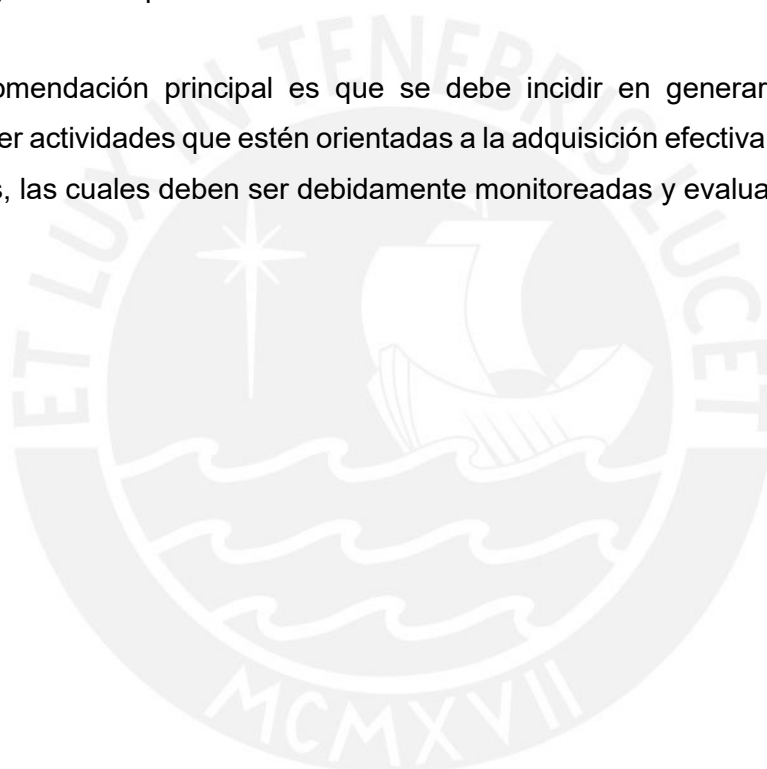 omendación principal es que se debe incidir en generar
er actividades que estén orientadas a la adquisición efectiva
s, las cuales deben ser debidamente monitoreadas y evalua
ET LUX IN TENEBRIS LUCET
MCMXVII